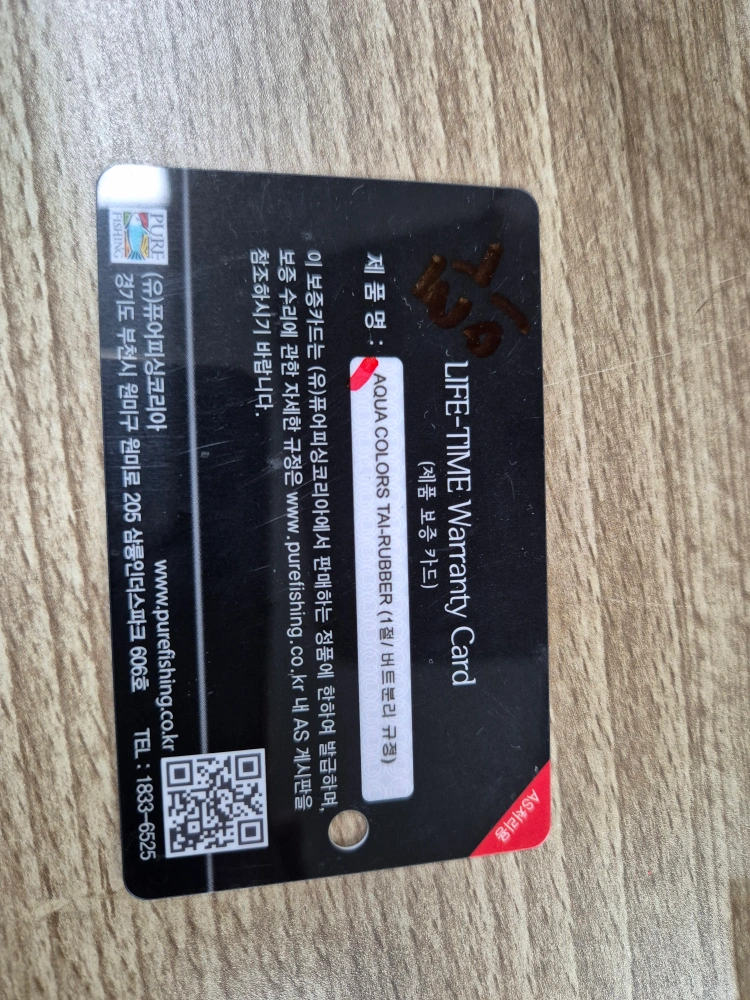 LIFE-TIME Warranty Card
(제품 보증 카드)
AS처리용
제 품 명 : AQUA COLORS TAI-RUBBER (1절/ 버트분리 규정)
이 보증카드는 (유)퓨어피싱코리아에서 판매하는 정품에 한하여 발급하며,
보증 수리에 관한 자세한 규정은 www.purefishing.co.kr 내 AS 게시판을
참조하시기 바랍니다.
PURE
FISHING
(유)퓨어피싱코리아 www.purefishing.co.kr
경기도 부천시 원미구 원미로 205 삼룡인더스파크 606호 TEL : 1833-6525